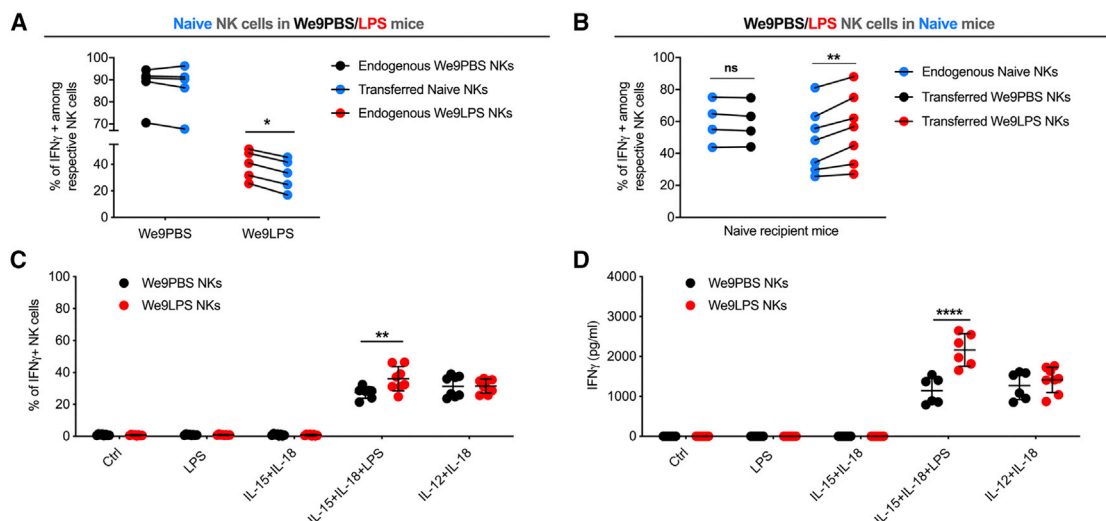 A
Naive NK cells in We9PBS/LPS mice
% of IFNγ + among
respective NK cells
100
90
80
70
40
20
0
We9PBS
We9LPS
*
Endogenous We9PBS NKs
Transferred Naive NKs
Endogenous We9LPS NKs
B
We9PBS/LPS NK cells in Naive mice
% of IFNγ + among
respective NK cells
100
80
60
40
20
0
ns
**
Naive recipient mice
Endogenous Naive NKs
Transferred We9PBS NKs
Transferred We9LPS NKs
C
% of IFNγ+ NK cells
100
80
60
40
20
0
We9PBS NKs
We9LPS NKs
**
Ctrl
LPS
IL-15+IL-18
IL-15+IL-18+LPS
IL-12+IL-18
D
IFNγ (pg/ml)
4000
3000
2000
1000
0
We9PBS NKs
We9LPS NKs
****
Ctrl
LPS
IL-15+IL-18
IL-15+IL-18+LPS
IL-12+IL-18